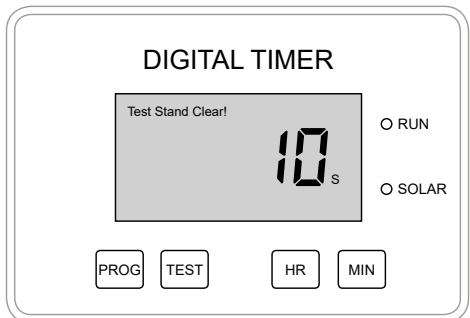 DIGITAL TIMER
Test Stand Clear!
10 S
RUN
SOLAR
PROG TEST HR MIN